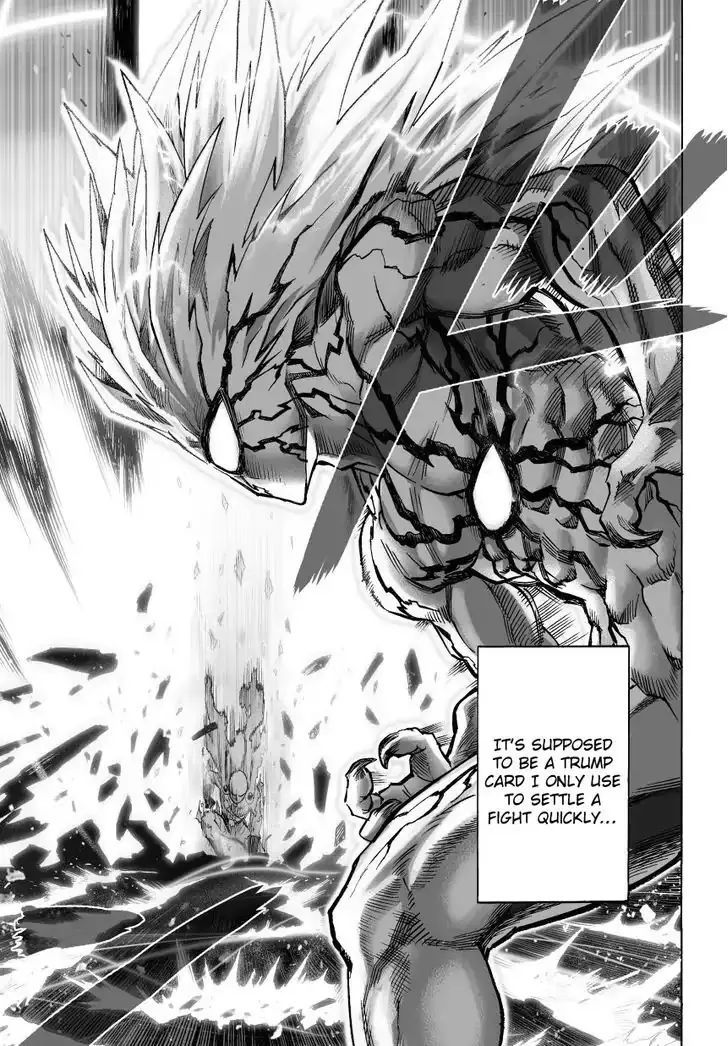 IT'S SUPPOSED
TO BE A TRUMP
CARD I ONLY USE
TO SETTLE A
FIGHT QUICKLY...